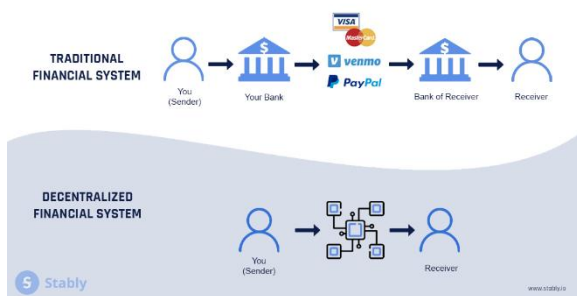 VISA
MasterCard
TRADITIONAL
FINANCIAL SYSTEM
$
$
venmo
PayPal
You
(Sender)
Your Bank
Bank of Receiver
Receiver
DECENTRALIZED
FINANCIAL SYSTEM
You
(Sender)
Receiver
S Stably
www.stably.io